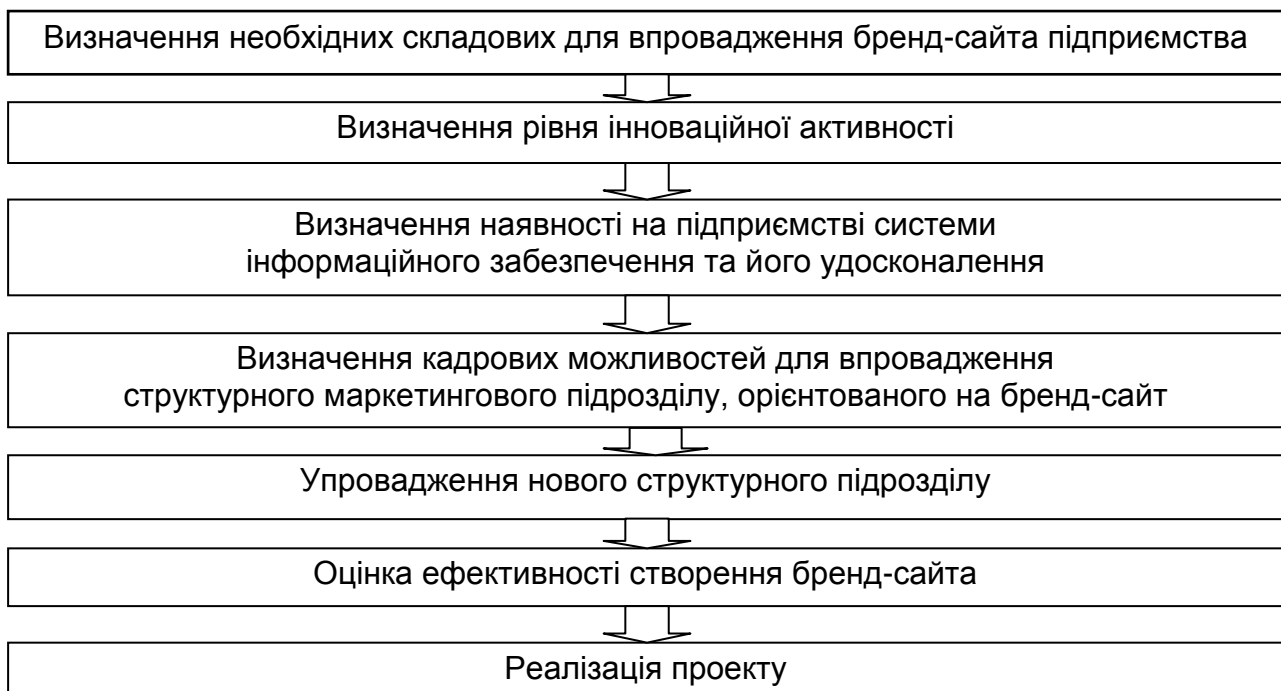 Визначення необхідних складових для впровадження бренд-сайта підприємства
Визначення рівня інноваційної активності
Визначення наявності на підприємстві системи
інформаційного забезпечення та його удосконалення
Визначення кадрових можливостей для впровадження
структурного маркетингового підрозділу, орієнтованого на бренд-сайт
Упровадження нового структурного підрозділу
Оцінка ефективності створення бренд-сайта
Реалізація проекту